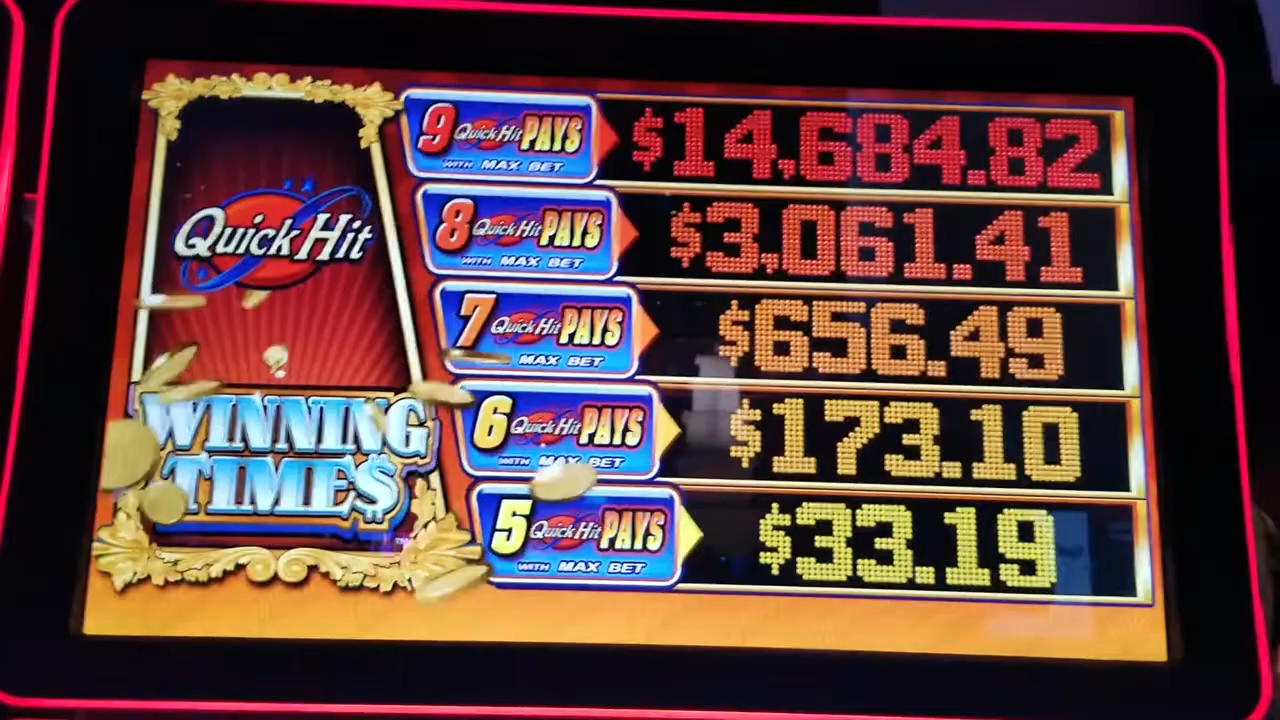 Quick Hit
WINNING
TIME$
TM
9 Quick Hit PAYS
WITH MAX BET
$14,684.82
8 Quick Hit PAYS
WITH MAX BET
$3,061.41
7 Quick Hit PAYS
MAX BET
$656.49
6 Quick Hit PAYS
WITH MAX BET
$173.10
5 Quick Hit PAYS
WITH MAX BET
$33.19